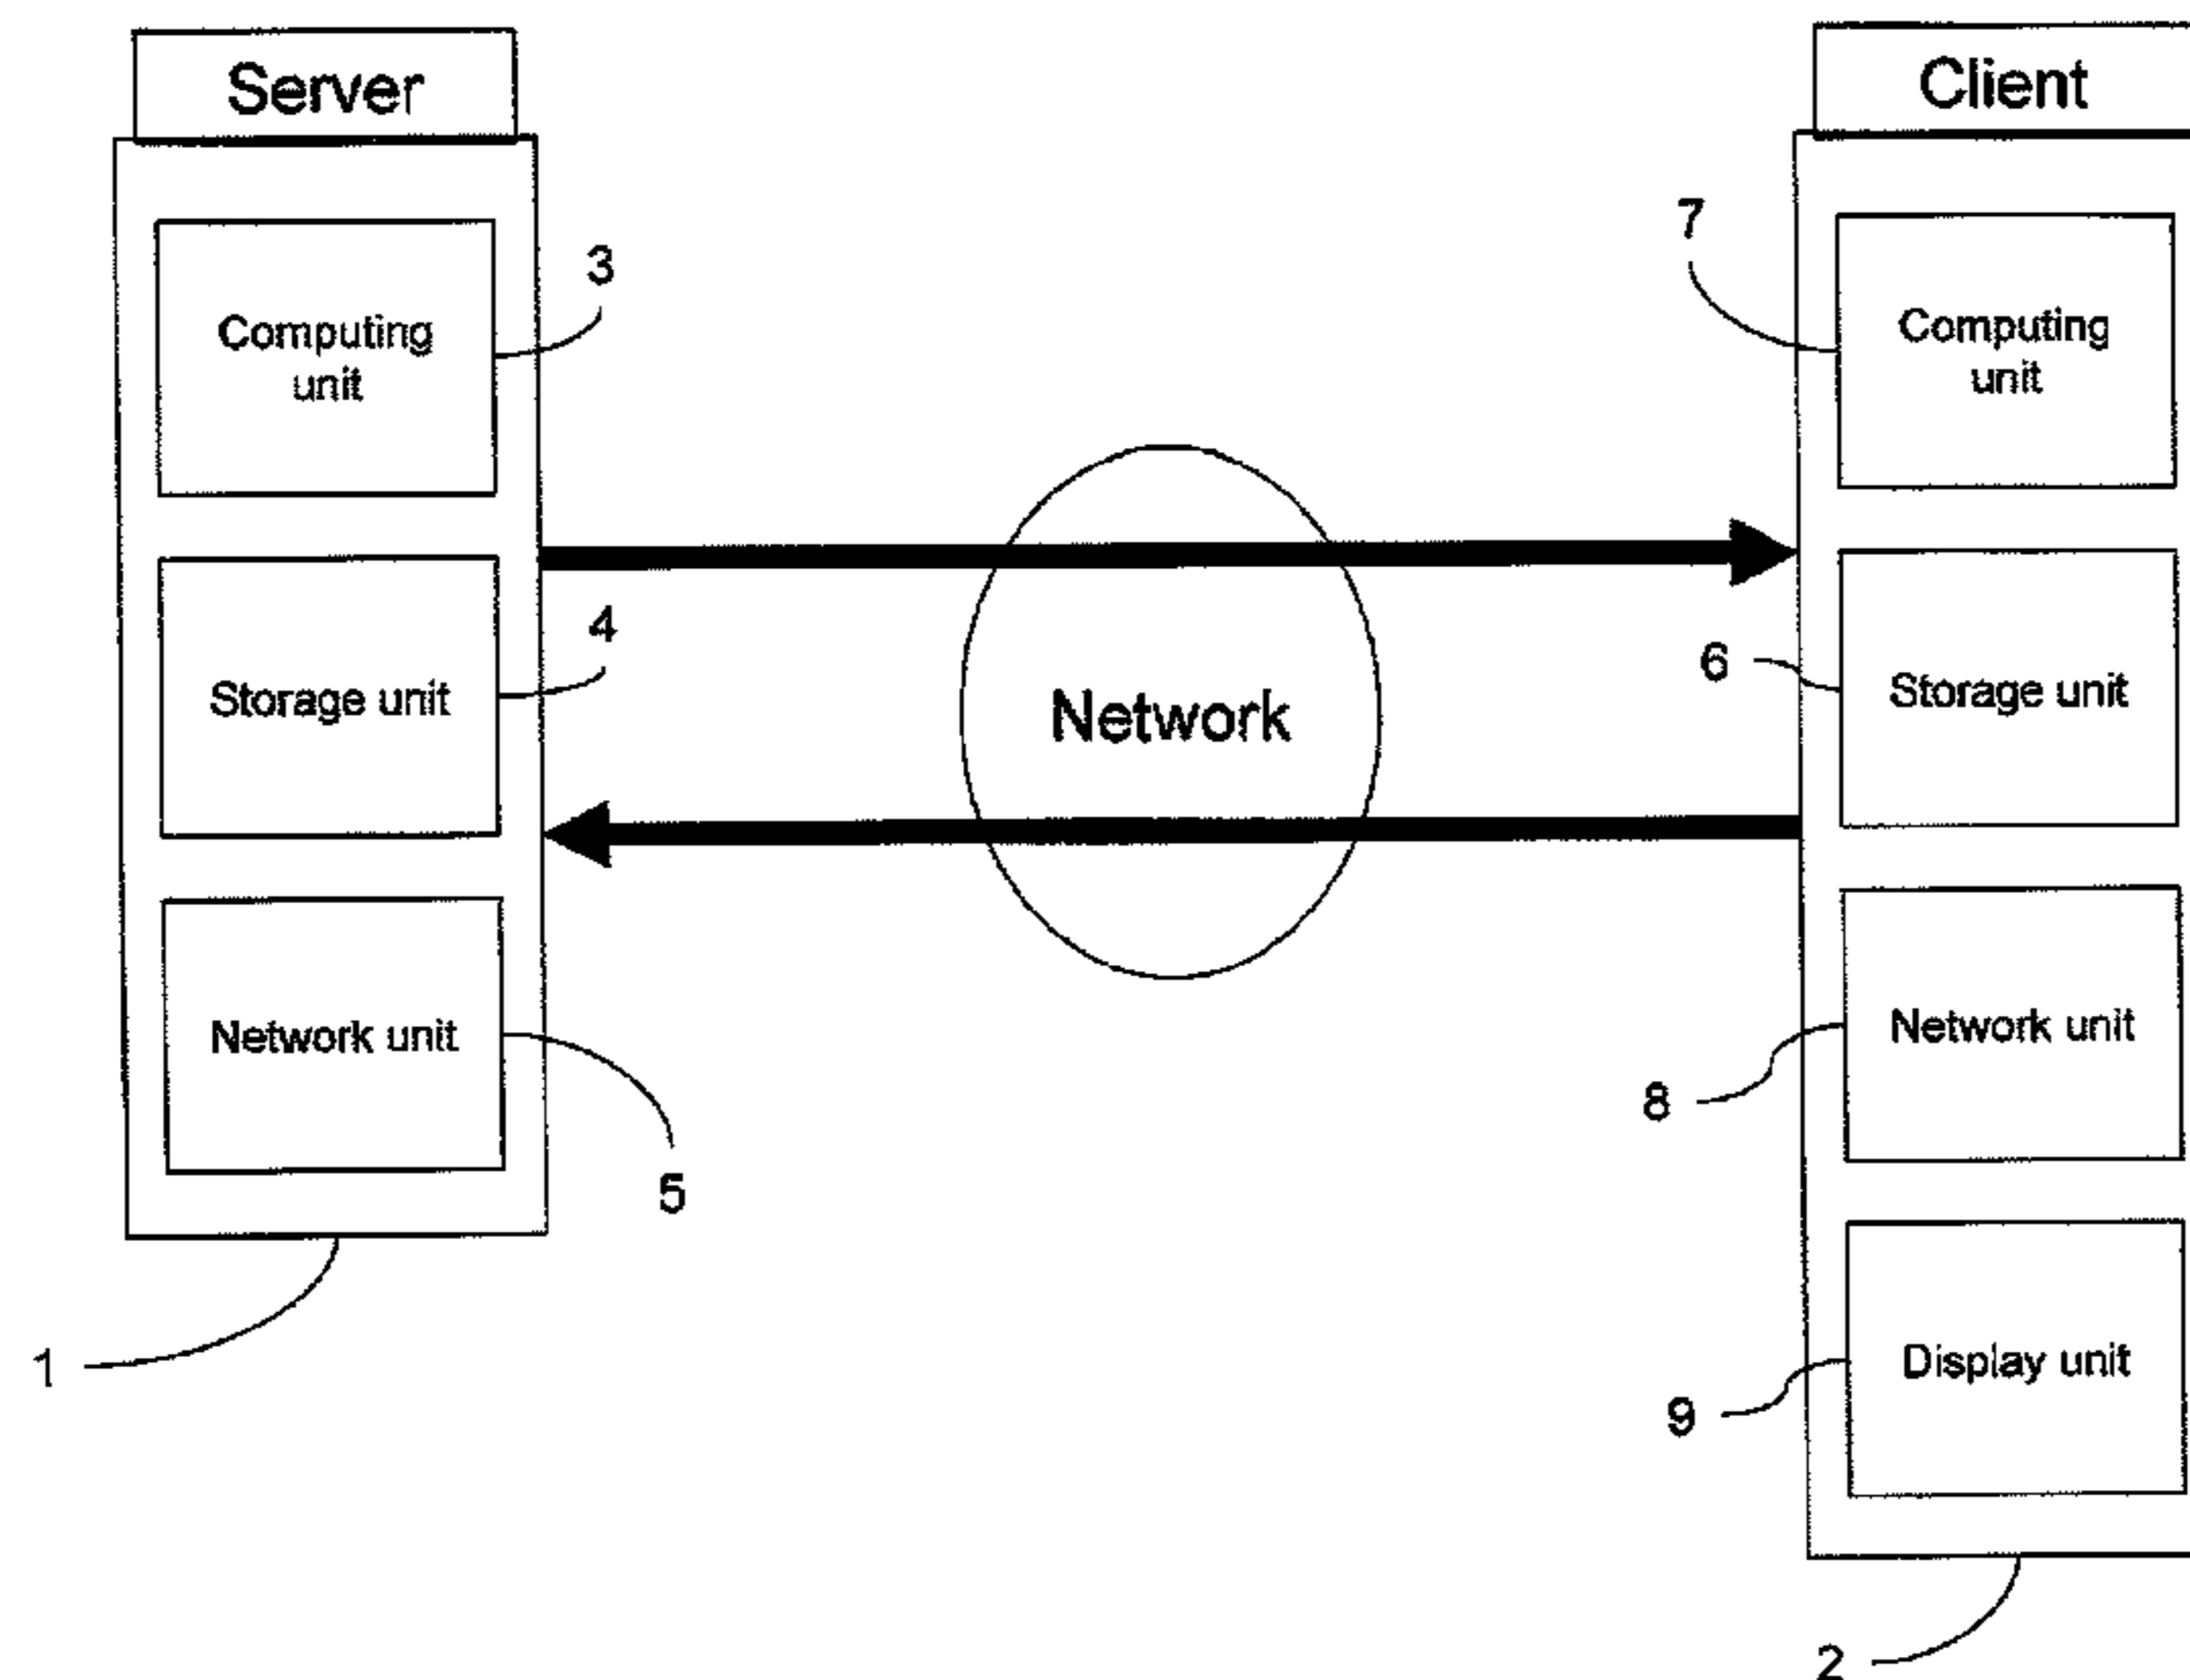 Server
Computing
unit
3
Storage unit
4
Network unit
5
1
Network
Client
7
Computing
unit
6
Storage unit
8
Network unit
9
Display unit
2